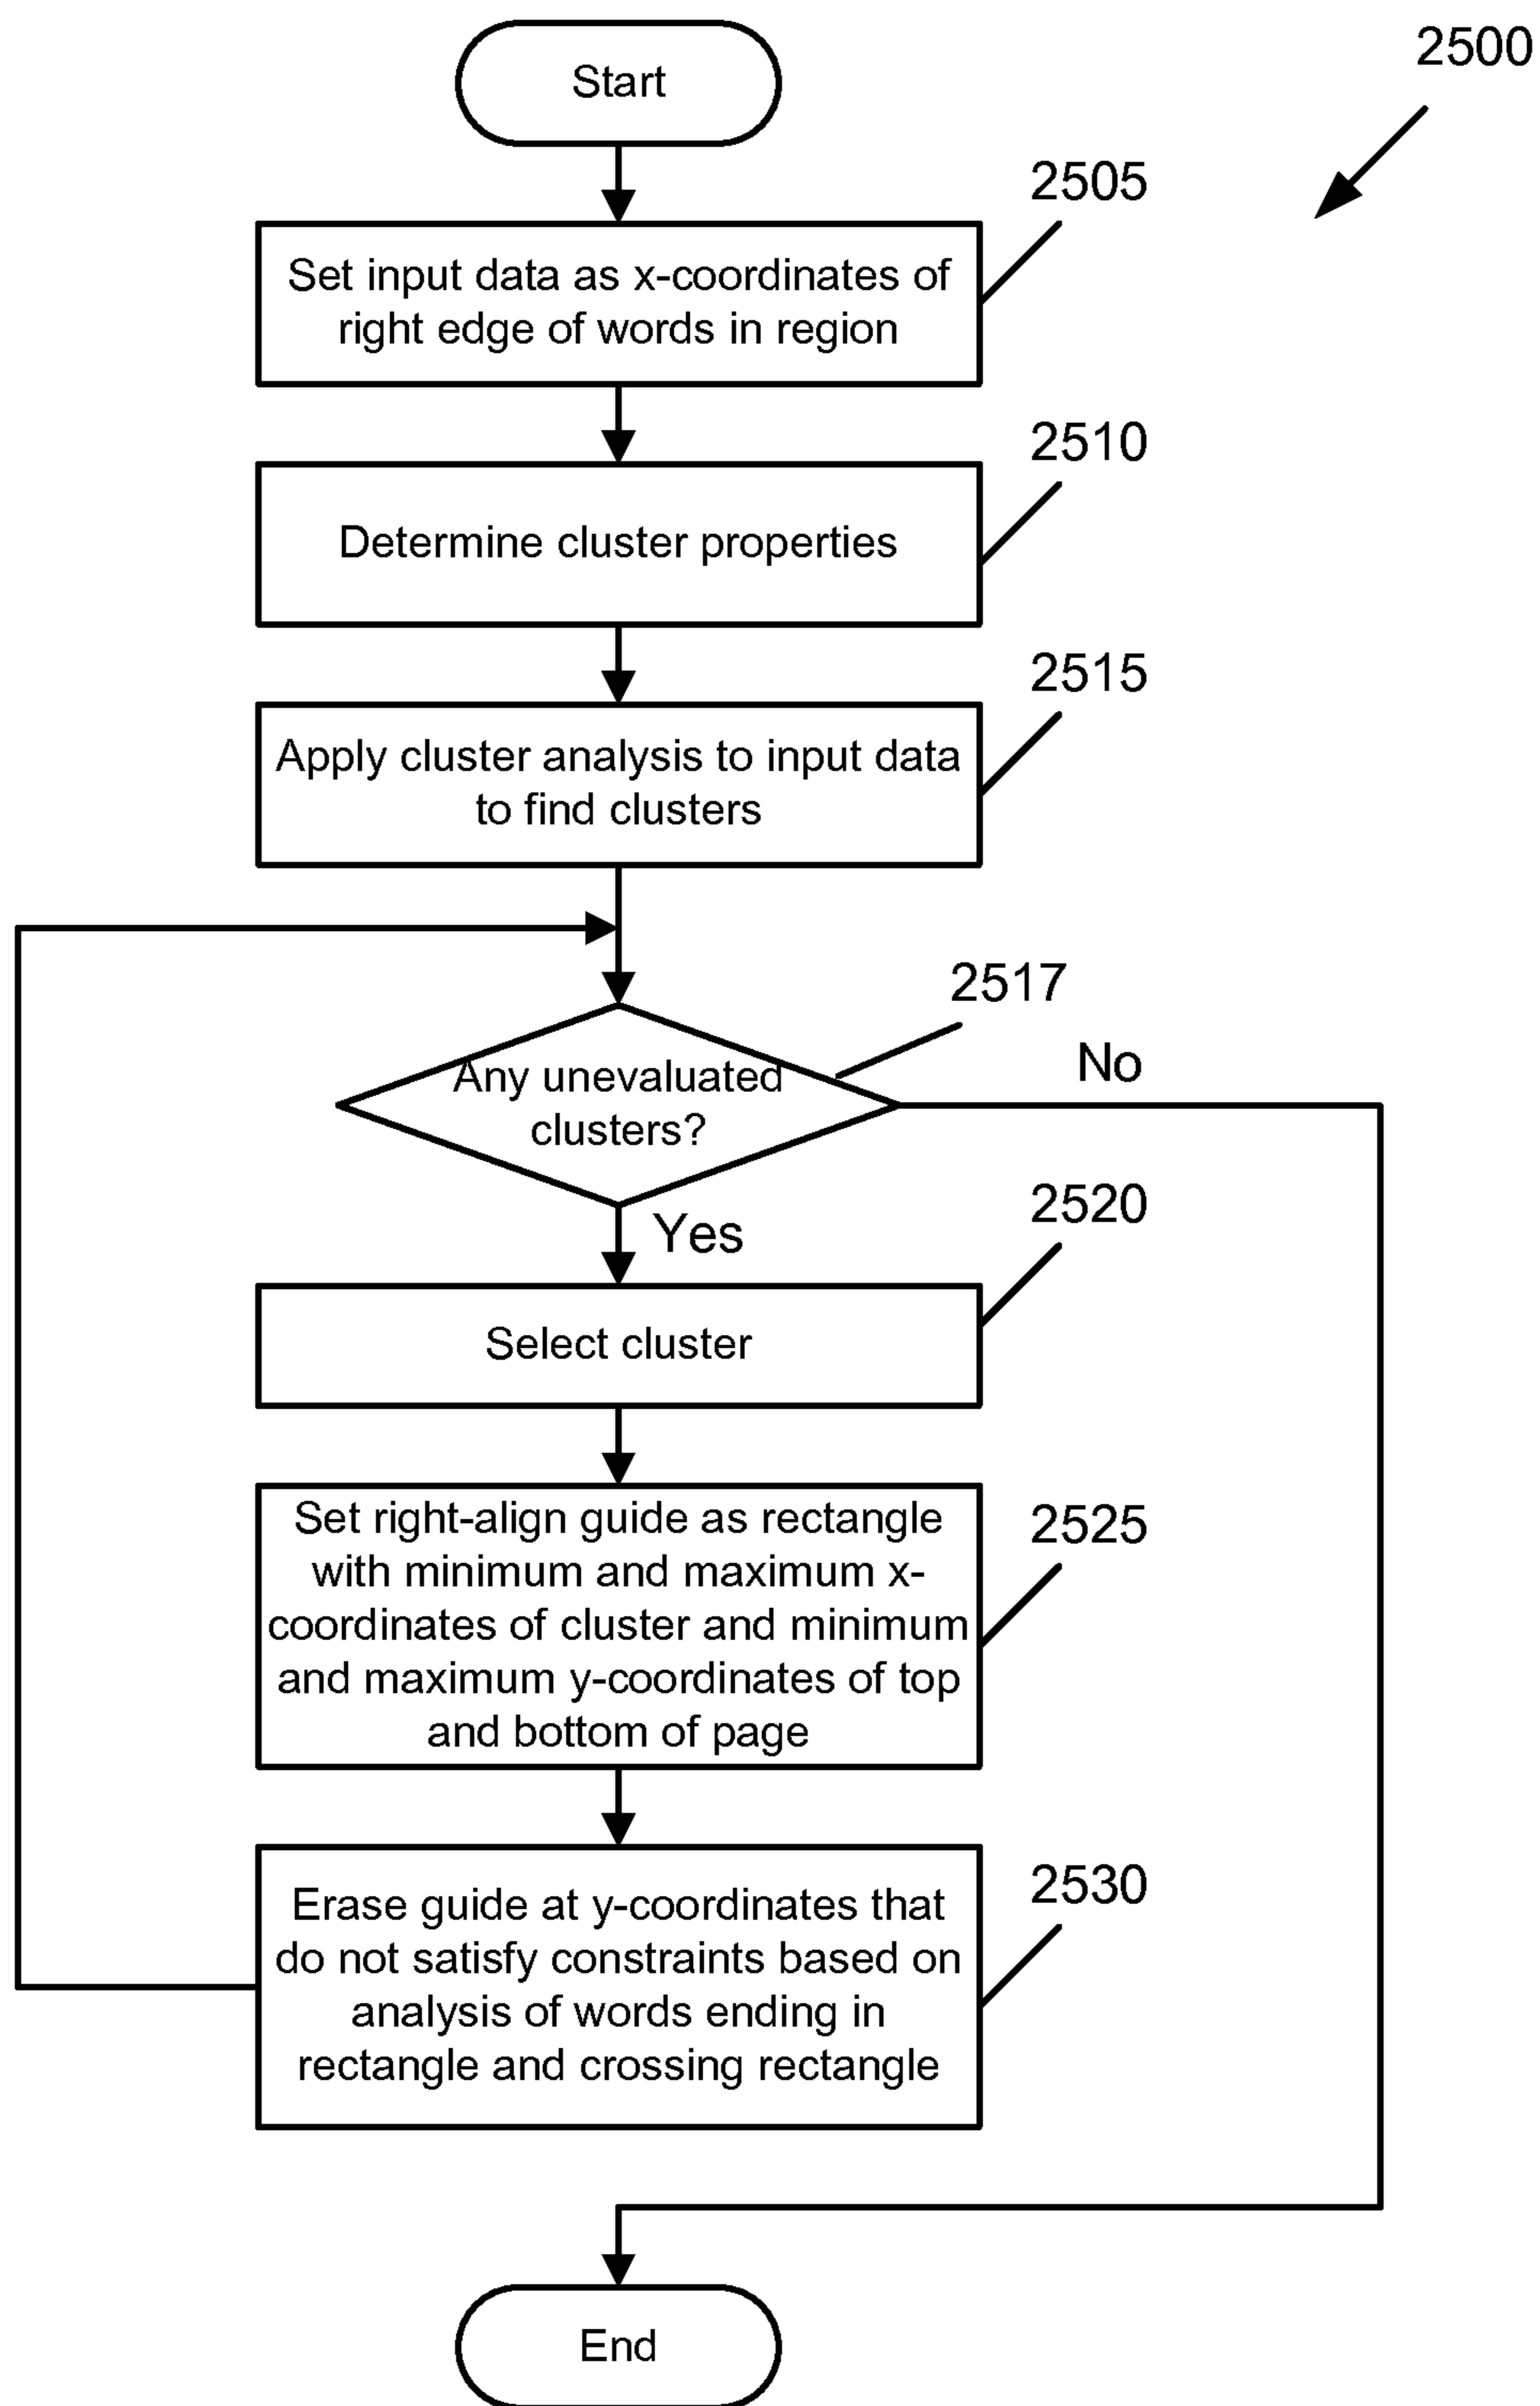 Start
2500
2505
Set input data as x-coordinates of
right edge of words in region
2510
Determine cluster properties
2515
Apply cluster analysis to input data
to find clusters
2517
Any unevaluated
clusters?
No
Yes
2520
Select cluster
2525
Set right-align guide as rectangle
with minimum and maximum x-
coordinates of cluster and minimum
and maximum y-coordinates of top
and bottom of page
2530
Erase guide at y-coordinates that
do not satisfy constraints based on
analysis of words ending in
rectangle and crossing rectangle
End